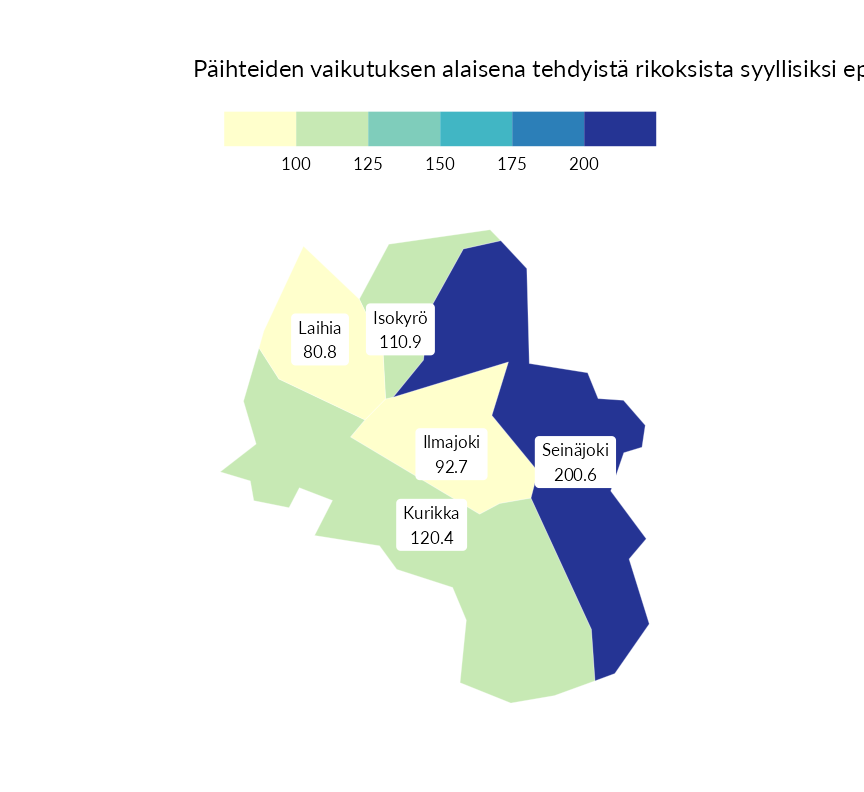 Päihteiden vaikutuksen alaisena tehdyistä rikoksista syyllisiksi
100 125 150 175 200
Isokyrö
110.9
Laihia
80.8
Ilmajoki
92.7
Seinäjoki
200.6
Kurikka
120.4